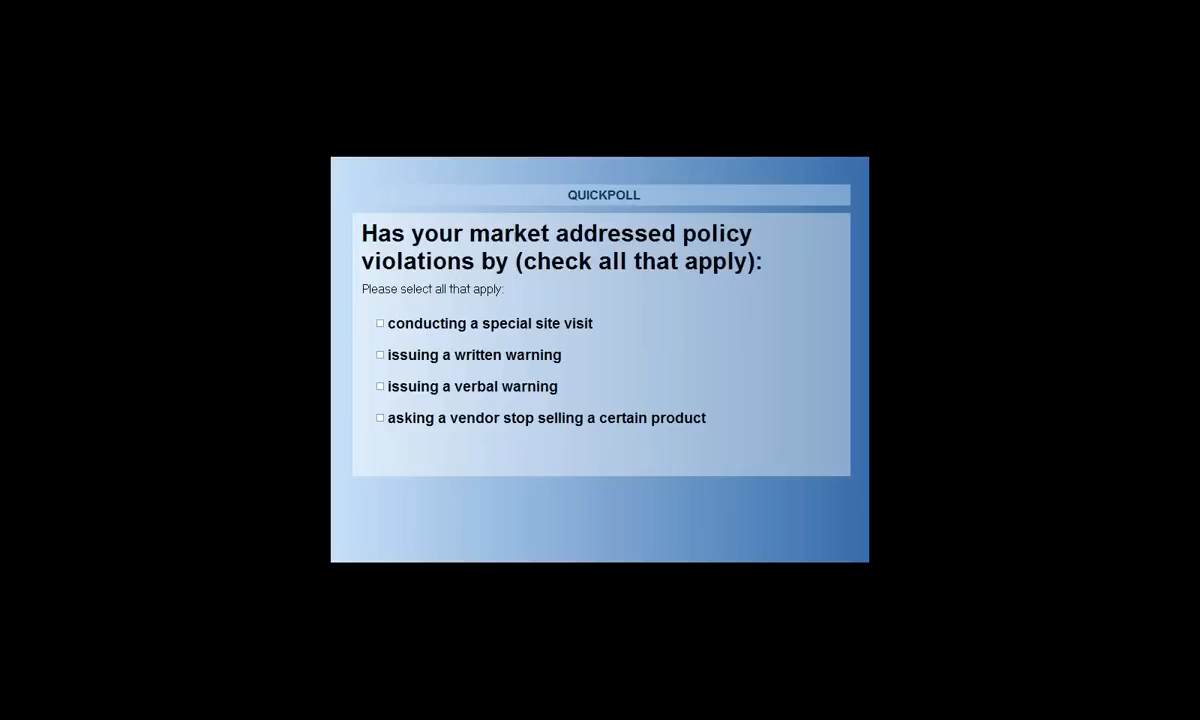 QUICKPOLL
Has your market addressed policy
violations by (check all that apply):
Please select all that apply:
conducting a special site visit
issuing a written warning
issuing a verbal warning
asking a vendor stop selling a certain product